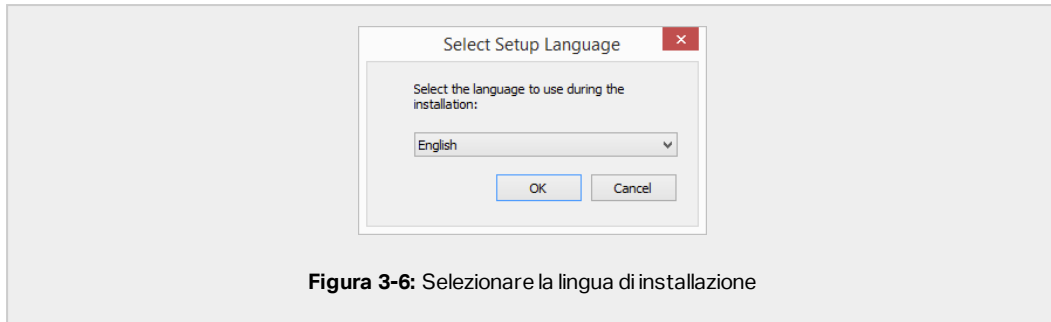 Select Setup Language
Select the language to use during the
installation:
English
OK Cancel
Figura 3-6: Selezionare la lingua di installazione